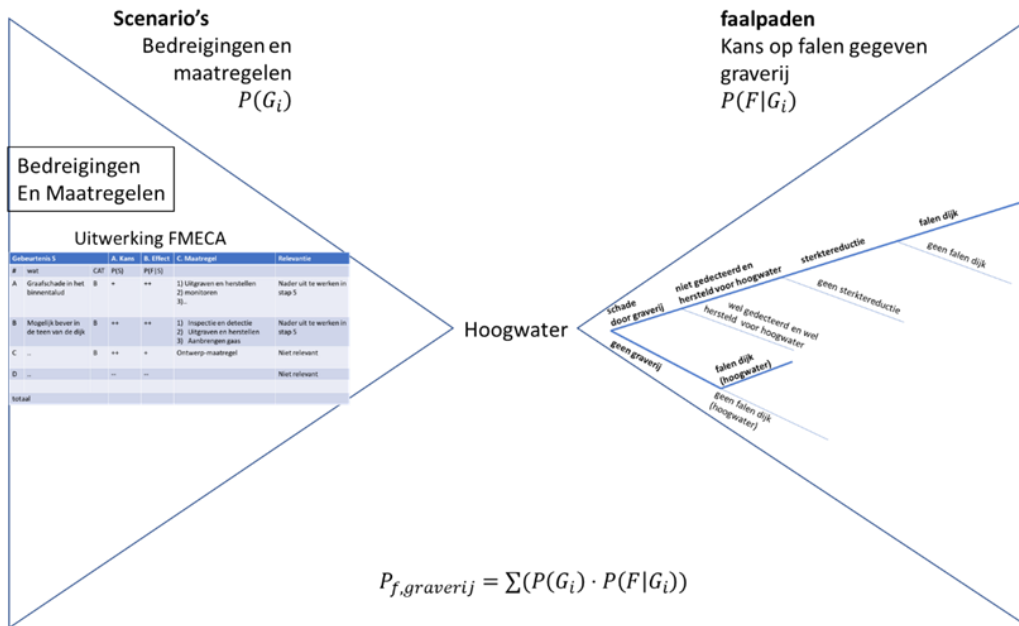 Scenario's
Bedreigingen en
maatregelen
P(G_i)
faalpaden
Kans op falen gegeven
graverij
P(F|G_i)
Bedreigingen
En Maatregelen
Uitwerking FMECA
Gebeurtenis S A. Kans B. Effect C. Maatregel Relevantie
# wat CAT P(S) P(F|S)
A Graafschade in het binnentalud B + ++ 1) Uitgraven en herstellen Nader uit te werken in stap 5
2) monitoren
3)..
B Mogelijk bever in de teen van de dijk B ++ ++ 1) Inspectie en detectie Nader uit te werken in stap 5
2) Uitgraven en herstellen
3) Aanbrengen gaas
C .. B ++ + Ontwerp-maatregel Niet relevant
D .. -- -- Niet relevant
totaal
Hoogwater
schade
door graverij
niet gedecteerd en
hersteld voor hoogwater
sterktereductie
falen dijk
geen falen dijk
geen sterktereductie
wel gedecteerd en wel
hersteld voor hoogwater
geen graverij
falen dijk
(hoogwater)
geen falen dijk
(hoogwater)
P_{f,graverij} = ∑(P(G_i) · P(F|G_i))